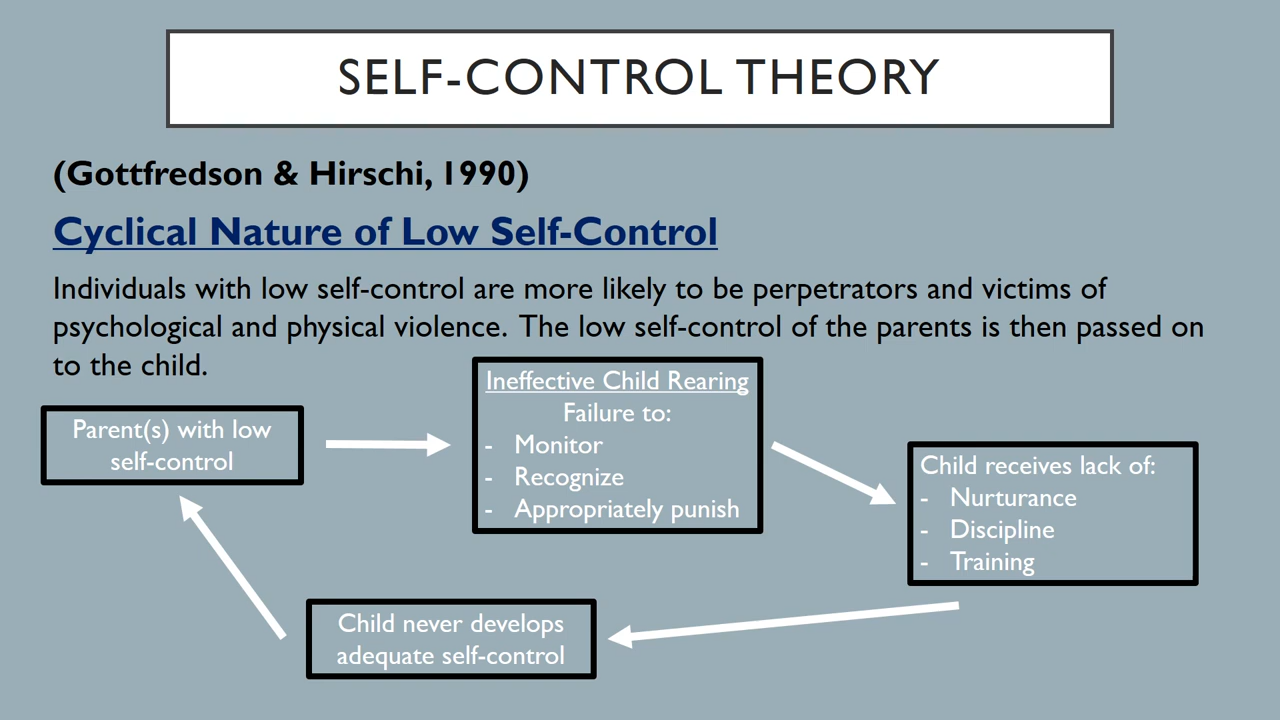 SELF-CONTROL THEORY
(Gottfredson & Hirschi, 1990)
Cyclical Nature of Low Self-Control
Individuals with low self-control are more likely to be perpetrators and victims of
psychological and physical violence. The low self-control of the parents is then passed on
to the child.
Parent(s) with low
self-control
Ineffective Child Rearing
Failure to:
- Monitor
- Recognize
- Appropriately punish
Child receives lack of:
- Nurturance
- Discipline
- Training
Child never develops
adequate self-control